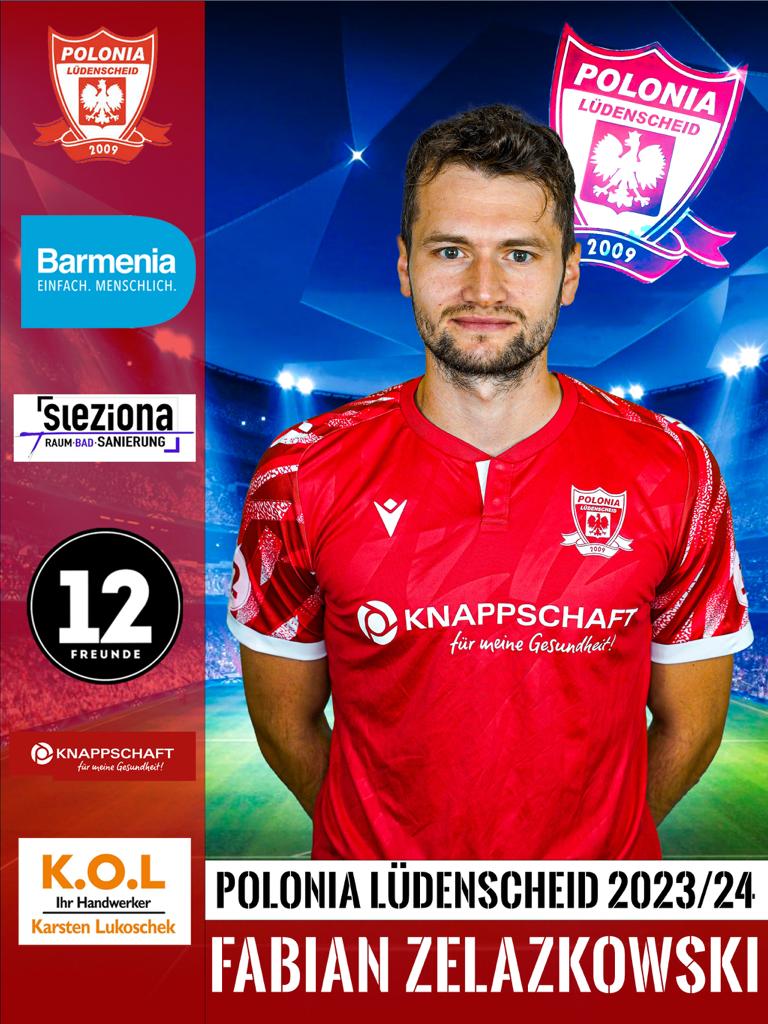 POLONIA
LÜDENSCHEID
2009
Barmenia
EINFACH. MENSCHLICH.
sleziona
RAUM·BAD·SANIERUNG
12
FREUNDE
KNAPPSCHAFT
für meine Gesundheit!
K.O.L
Ihr Handwerker
Karsten Lukoschek
POLONIA
LÜDENSCHEID
2009
POLONIA
LÜDENSCHEID
2009
KNAPPSCHAFT
für meine Gesundheit!
POLONIA LÜDENSCHEID 2023/24
FABIAN ZELAZKOWSKI